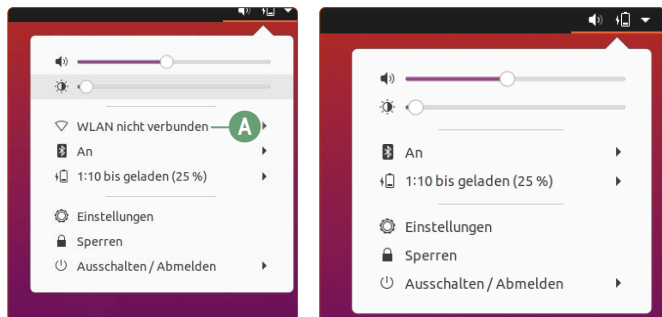 WLAN nicht verbunden
A
An
1:10 bis geladen (25 %)
Einstellungen
Sperren
Ausschalten / Abmelden
An
1:10 bis geladen (25 %)
Einstellungen
Sperren
Ausschalten / Abmelden